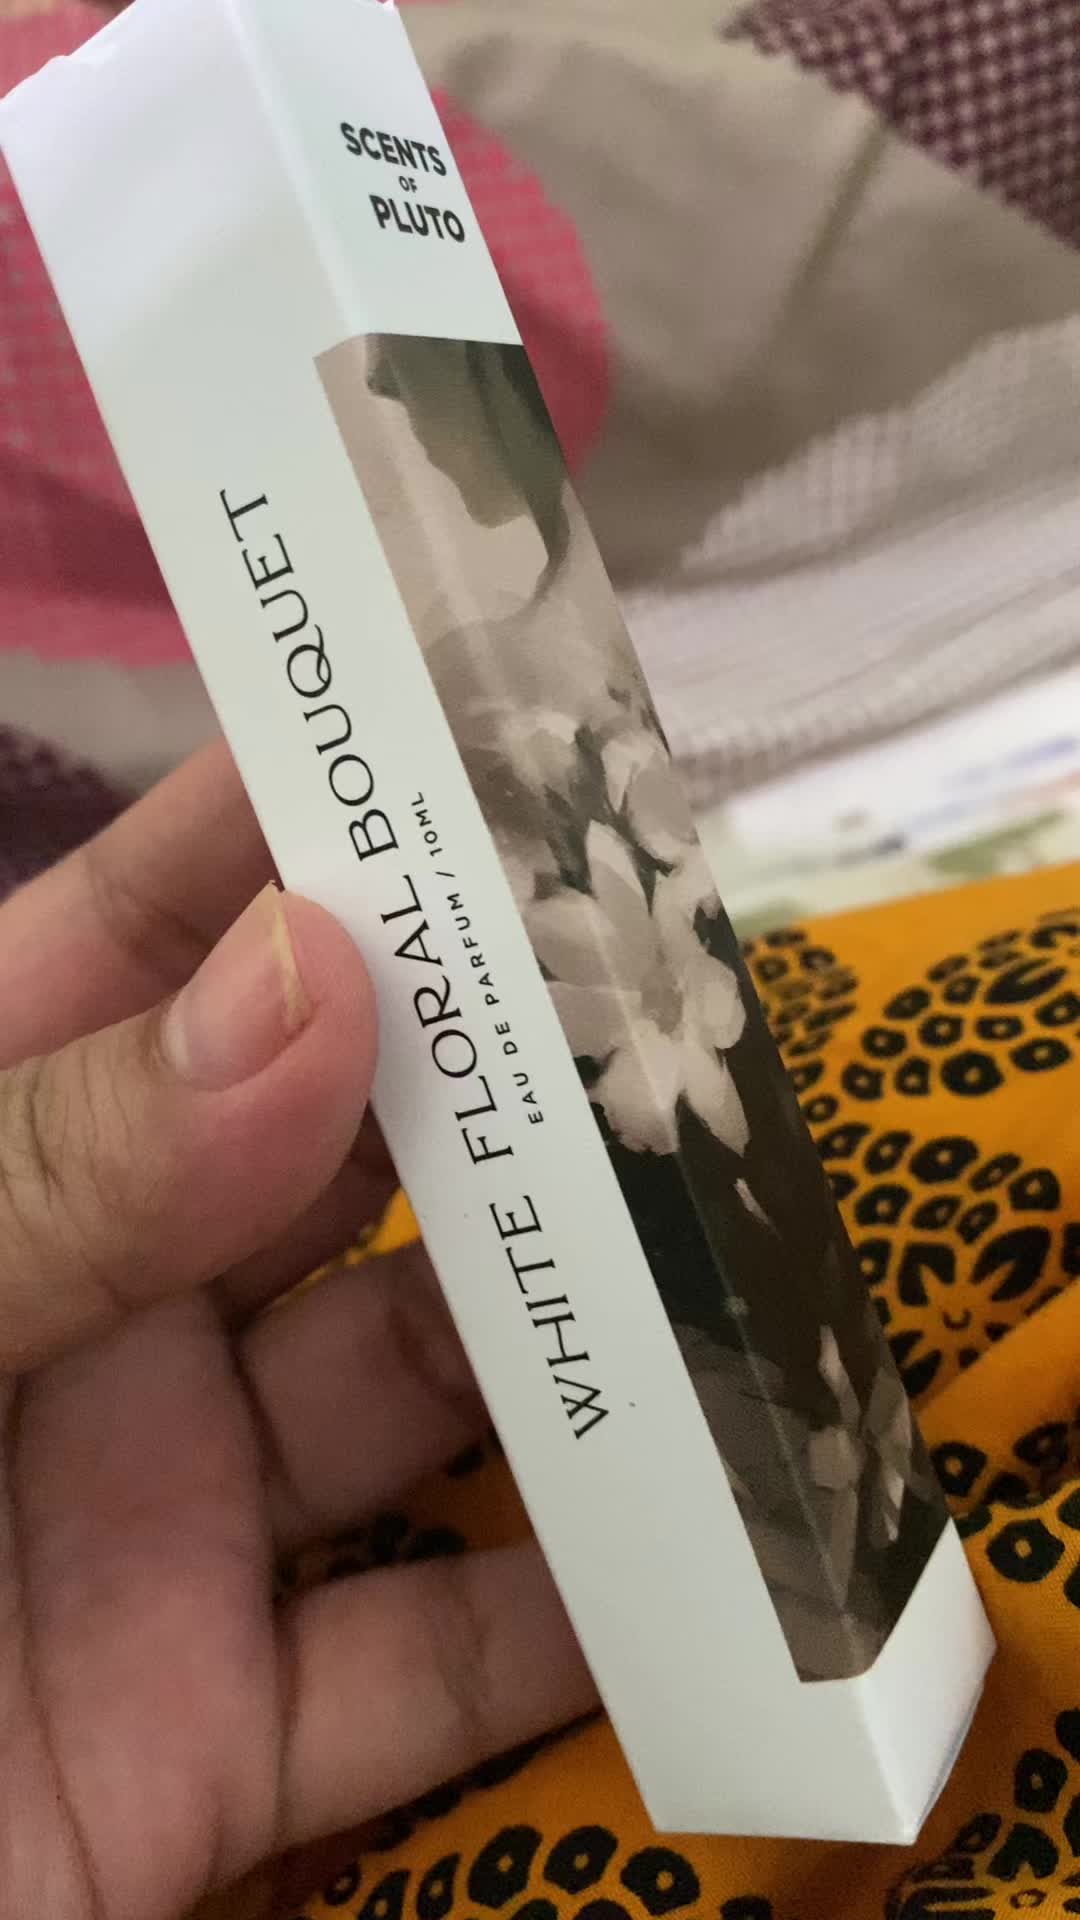 SCENTS
OF
PLUTO
WHITE FLORAL BOUQUET
EAU DE PARFUM / 10ML